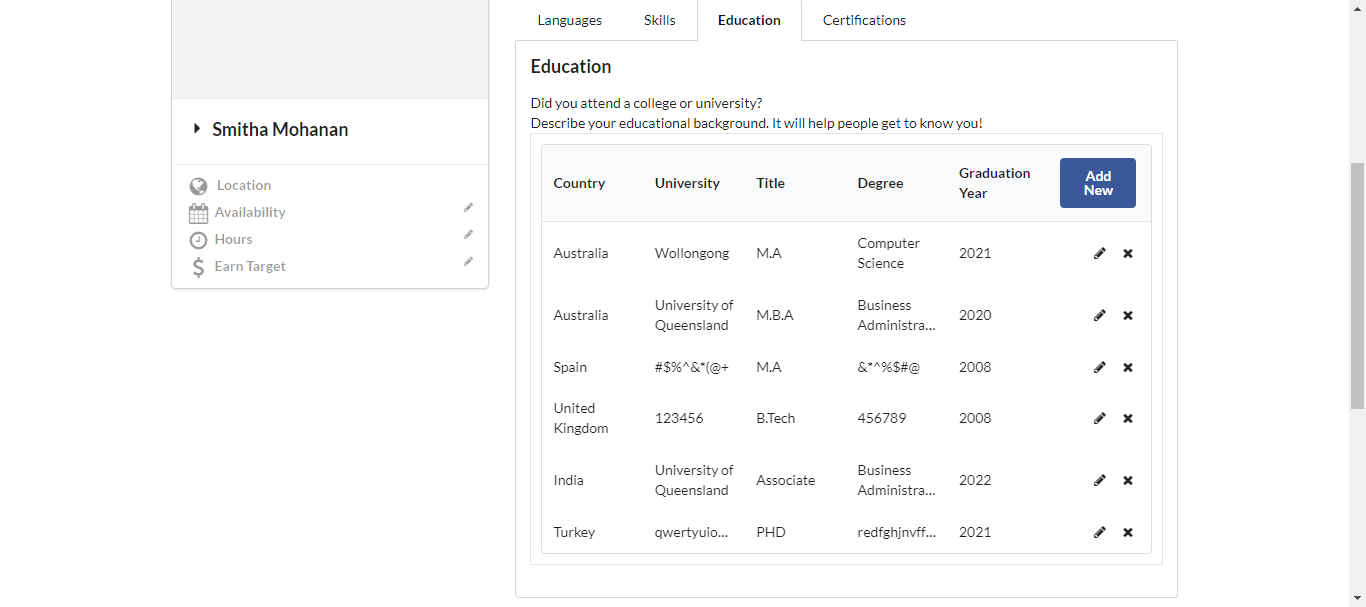 Languages Skills Education Certifications
Smitha Mohanan
Location
Availability
Hours
Earn Target
Education
Did you attend a college or university?
Describe your educational background. It will help people get to know you!
Country University Title Degree Graduation Year Add New
Australia Wollongong M.A Computer Science 2021
Australia University of Queensland M.B.A Business Administra... 2020
Spain #$%^&*(@+ M.A &*^%$#@ 2008
United Kingdom 123456 B.Tech 456789 2008
India University of Queensland Associate Business Administra... 2022
Turkey qwertyuio... PHD redfghjnvff... 2021